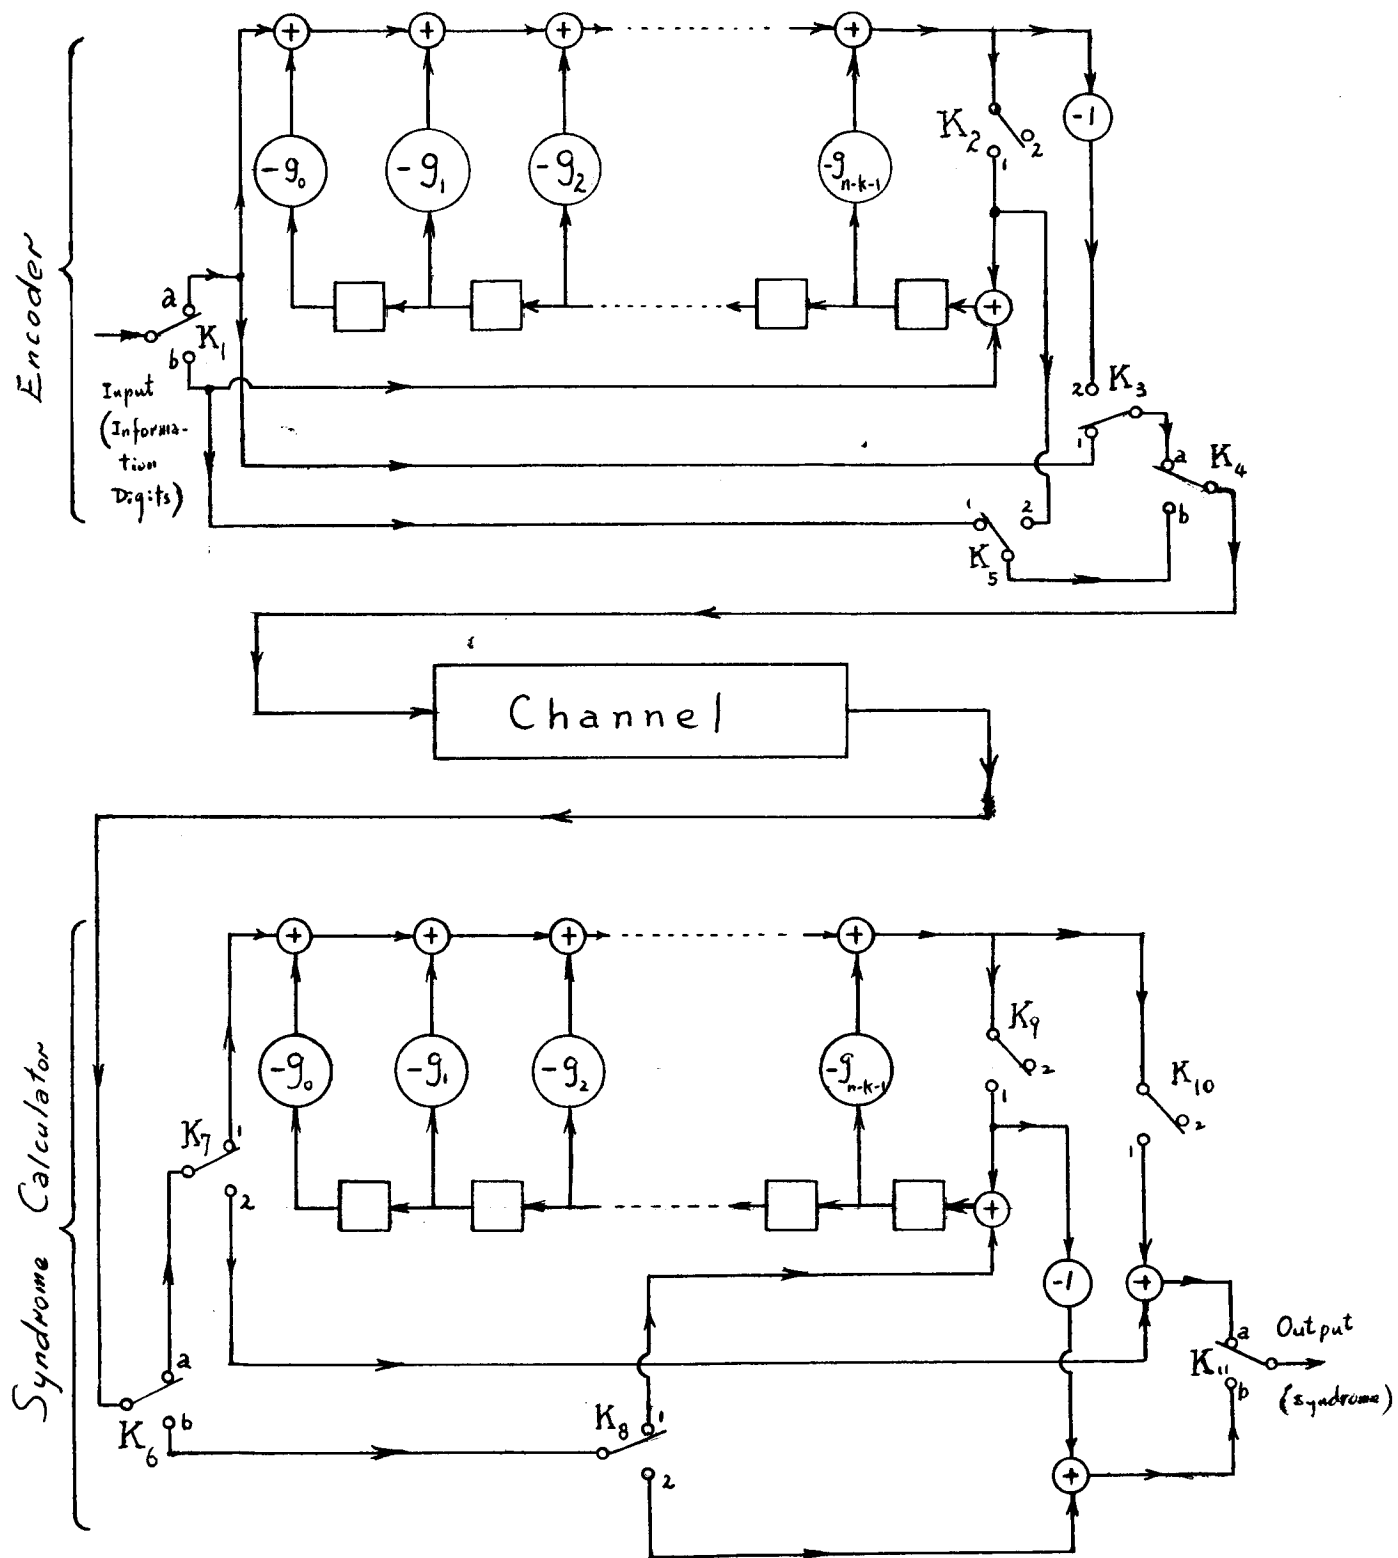 Encoder
+
+
+
+
-g₀
-g₁
-g₂
-gₙ₋ₖ₋₁
K₂
2
1
-1
a
K₁
b
+
Input
(Informa-
tion
Digits)
2
K₃
1
a
K₄
b
1
2
K₅
Channel
Syndrome Calculator
+
+
+
+
-g₀
-g₁
-g₂
-gₙ₋ₖ₋₁
K₉
2
1
K₁₀
2
1
K₇
1
2
+
-1
+
a
K₆
b
K₈
1
2
a
K₁₁
b
Output
(syndrome)
+